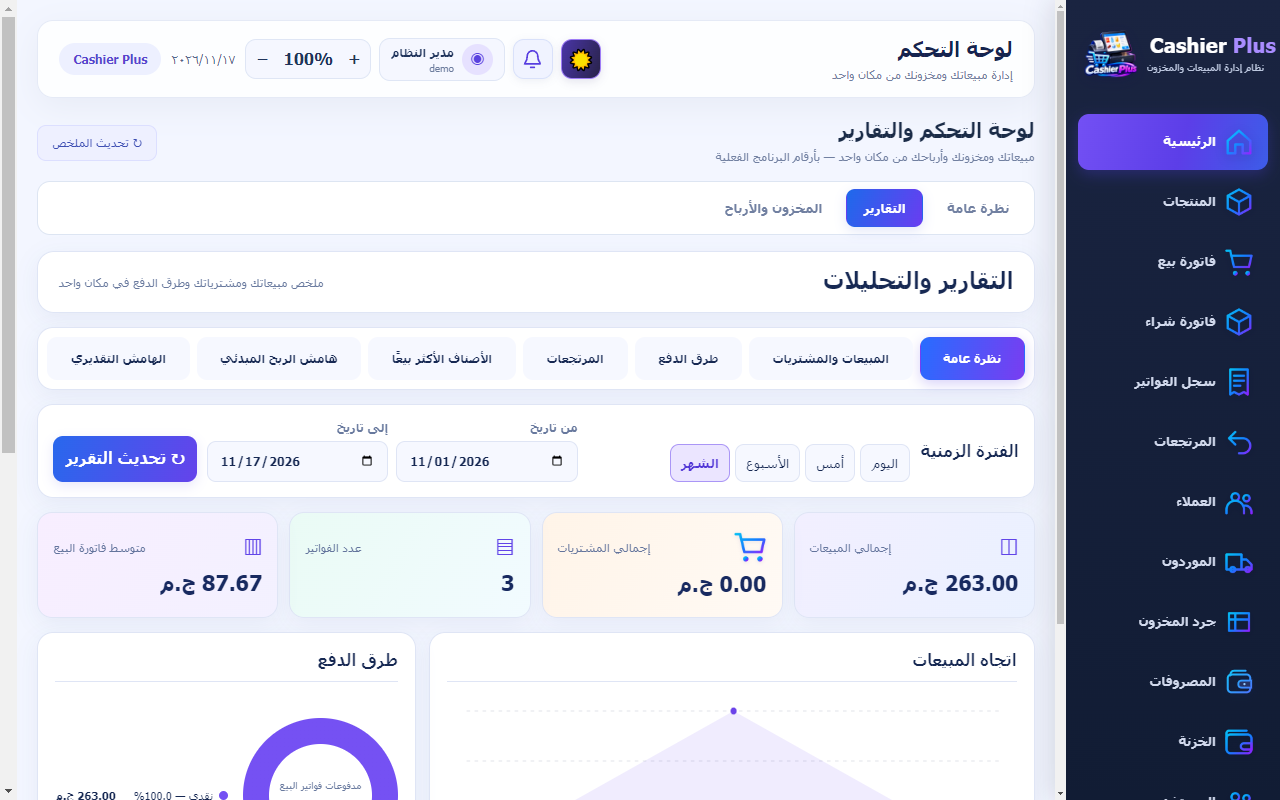 Cashier Plus
نظام إدارة المبيعات والمخزون
Cashier Plus
الرئيسية
المنتجات
فاتورة بيع
فاتورة شراء
سجل الفواتير
المرتجعات
العملاء
الموردون
جرد المخزون
المصروفات
الخزنة
لوحة التحكم
إدارة مبيعاتك ومخزونك من مكان واحد
مدير النظام
demo
+ 100% −
٢٠٢٦/١١/١٧
Cashier Plus
لوحة التحكم والتقارير
مبيعاتك ومخزونك وأرباحك من مكان واحد — بأرقام البرنامج الفعلية
↻ تحديث الملخص
نظرة عامة
التقارير
المخزون والأرباح
التقارير والتحليلات
ملخص مبيعاتك ومشترياتك وطرق الدفع في مكان واحد
نظرة عامة
المبيعات والمشتريات
طرق الدفع
المرتجعات
الأصناف الأكثر بيعًا
هامش الربح المبدئي
الهامش التقديري
الفترة الزمنية
اليوم
أمس
الأسبوع
الشهر
من تاريخ
11/01/2026
إلى تاريخ
11/17/2026
↻ تحديث التقرير
إجمالي المبيعات
263.00 ج.م
إجمالي المشتريات
0.00 ج.م
عدد الفواتير
3
متوسط فاتورة البيع
87.67 ج.م
اتجاه المبيعات
طرق الدفع
مدفوعات فواتير البيع
نقدي — 100.0%
263.00 ج.م